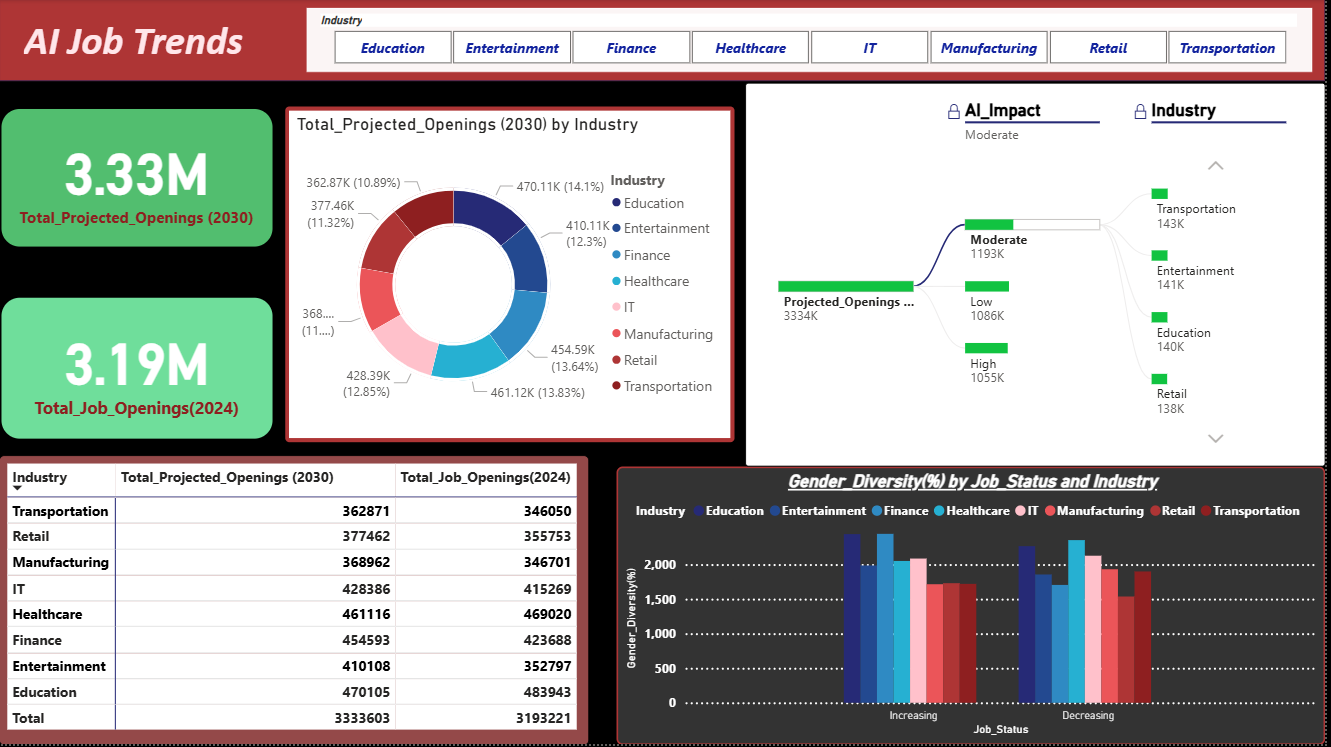 AI Job Trends
Industry
Education Entertainment Finance Healthcare IT Manufacturing Retail Transportation
3.33M
Total_Projected_Openings (2030)
3.19M
Total_Job_Openings(2024)
Total_Projected_Openings (2030) by Industry
362.87K (10.89%)
377.46K
(11.32%)
368....
(11....)
428.39K
(12.85%)
461.12K (13.83%)
454.59K
(13.64%)
410.11K
(12.3%)
470.11K (14.1%)
Industry
Education
Entertainment
Finance
Healthcare
IT
Manufacturing
Retail
Transportation
AI_Impact
Moderate
Industry
Projected_Openings ...
3334K
Moderate
1193K
Low
1086K
High
1055K
Transportation
143K
Entertainment
141K
Education
140K
Retail
138K
Industry Total_Projected_Openings (2030) Total_Job_Openings(2024)
Transportation 362871 346050
Retail 377462 355753
Manufacturing 368962 346701
IT 428386 415269
Healthcare 461116 469020
Finance 454593 423688
Entertainment 410108 352797
Education 470105 483943
Total 3333603 3193221
Gender_Diversity(%) by Job_Status and Industry
Industry Education Entertainment Finance Healthcare IT Manufacturing Retail Transportation
Gender_Diversity(%)
2,000
1,500
1,000
500
0
Increasing Decreasing
Job_Status